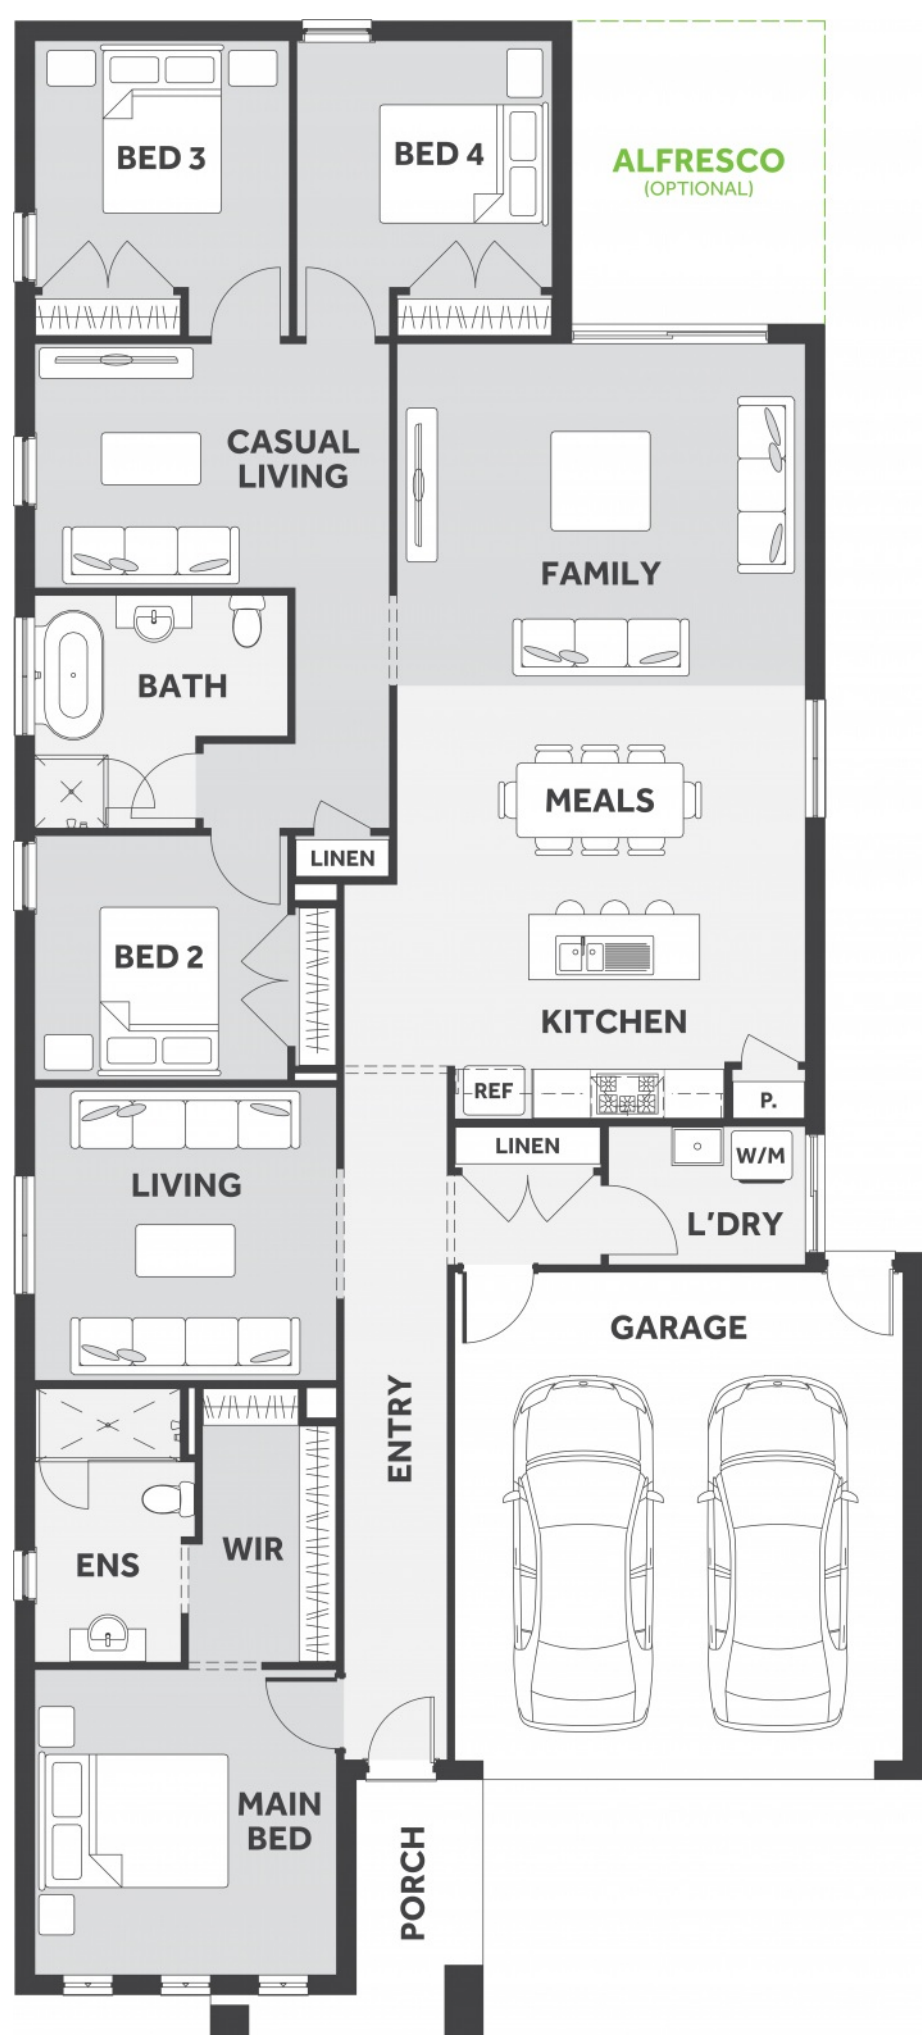 BED 3
BED 4
ALFRESCO
(OPTIONAL)
CASUAL
LIVING
FAMILY
BATH
MEALS
LINEN
BED 2
KITCHEN
REF
P.
LINEN
W/M
LIVING
L'DRY
GARAGE
ENTRY
WIR
ENS
MAIN
BED
PORCH